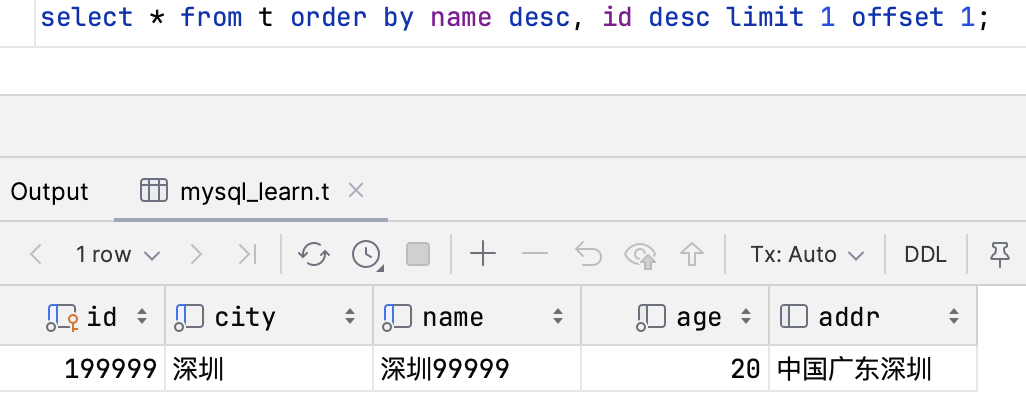 select * from t order by name desc, id desc limit 1 offset 1;
Output mysql_learn.t
1 row Tx: Auto DDL
id city name age addr
199999 深圳 深圳99999 20 中国广东深圳